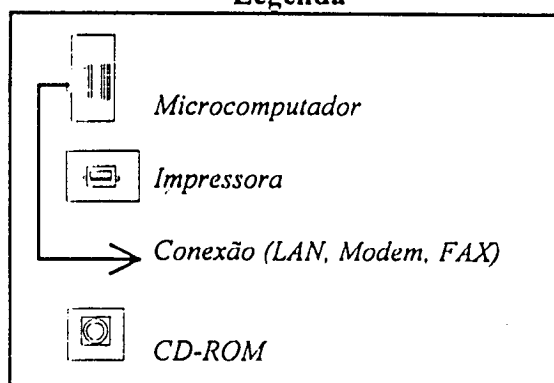 Legenda
Microcomputador
Impressora
Conexão (LAN, Modem, FAX)
CD-ROM